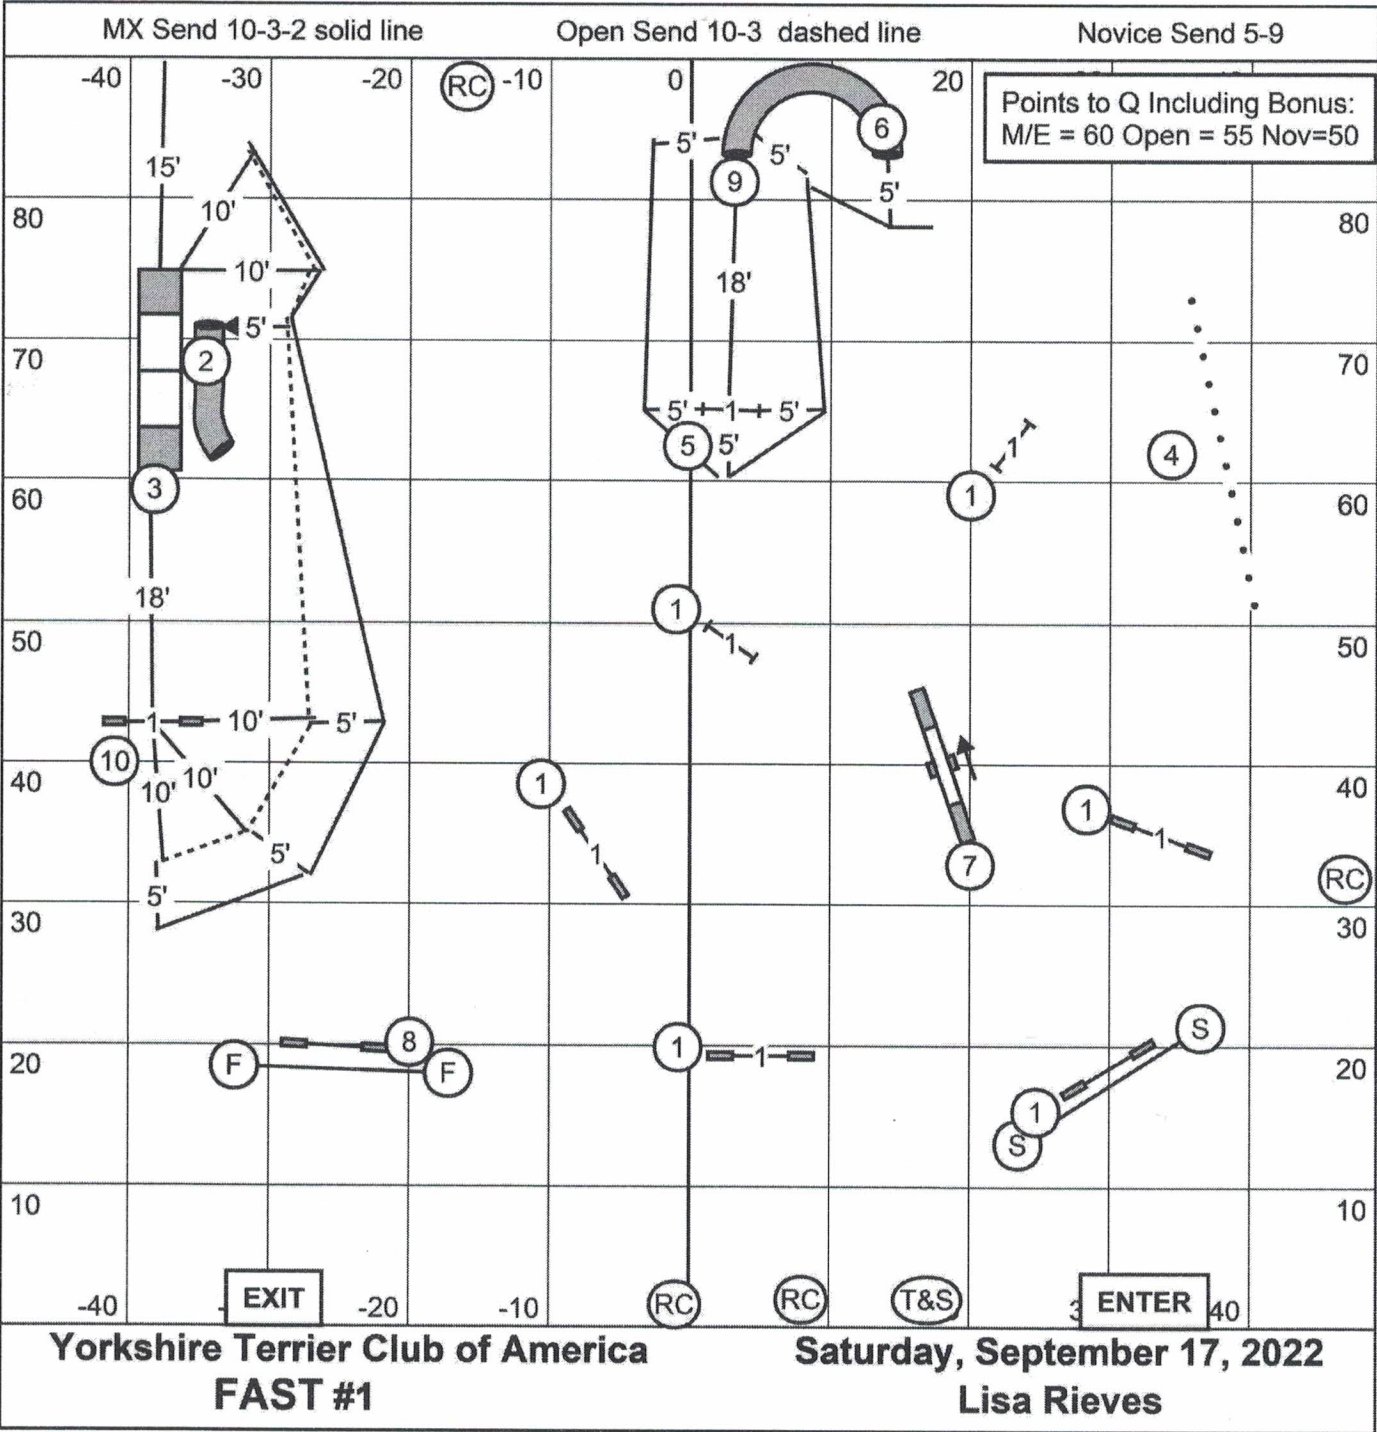 MX Send 10-3-2 solid line
Open Send 10-3 dashed line
Novice Send 5-9
-40 -30 -20 RC -10 0 20
Points to Q Including Bonus:
M/E = 60 Open = 55 Nov=50
15'
10'
5'
5'
6
9
5'
80
80
10'
18'
5'
2
70
70
5' 1 5'
5
5'
1
4
3
1
60
60
18'
1
1
50
50
1 10' 5'
10
10'
10'
1
1
1
40
40
5'
1
7
RC
5'
30
30
8
F
F
1
1
S
1
S
20
20
10
10
-40
EXIT
-20
-10
RC
RC
T&S
3
ENTER
40
Yorkshire Terrier Club of America
Saturday, September 17, 2022
FAST #1
Lisa Rieves